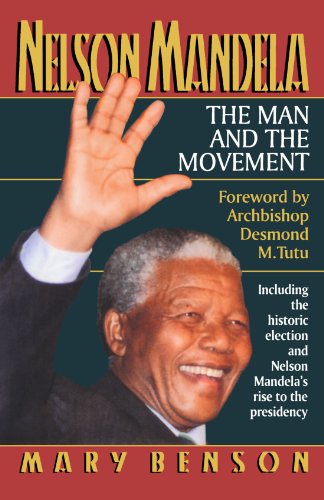 NELSON MANDELA
THE MAN
AND THE
MOVEMENT
Foreword by
Archbishop
Desmond
M. Tutu
Including
the
historic
election
and
Nelson
Mandela's
rise to the
presidency
MARY BENSON